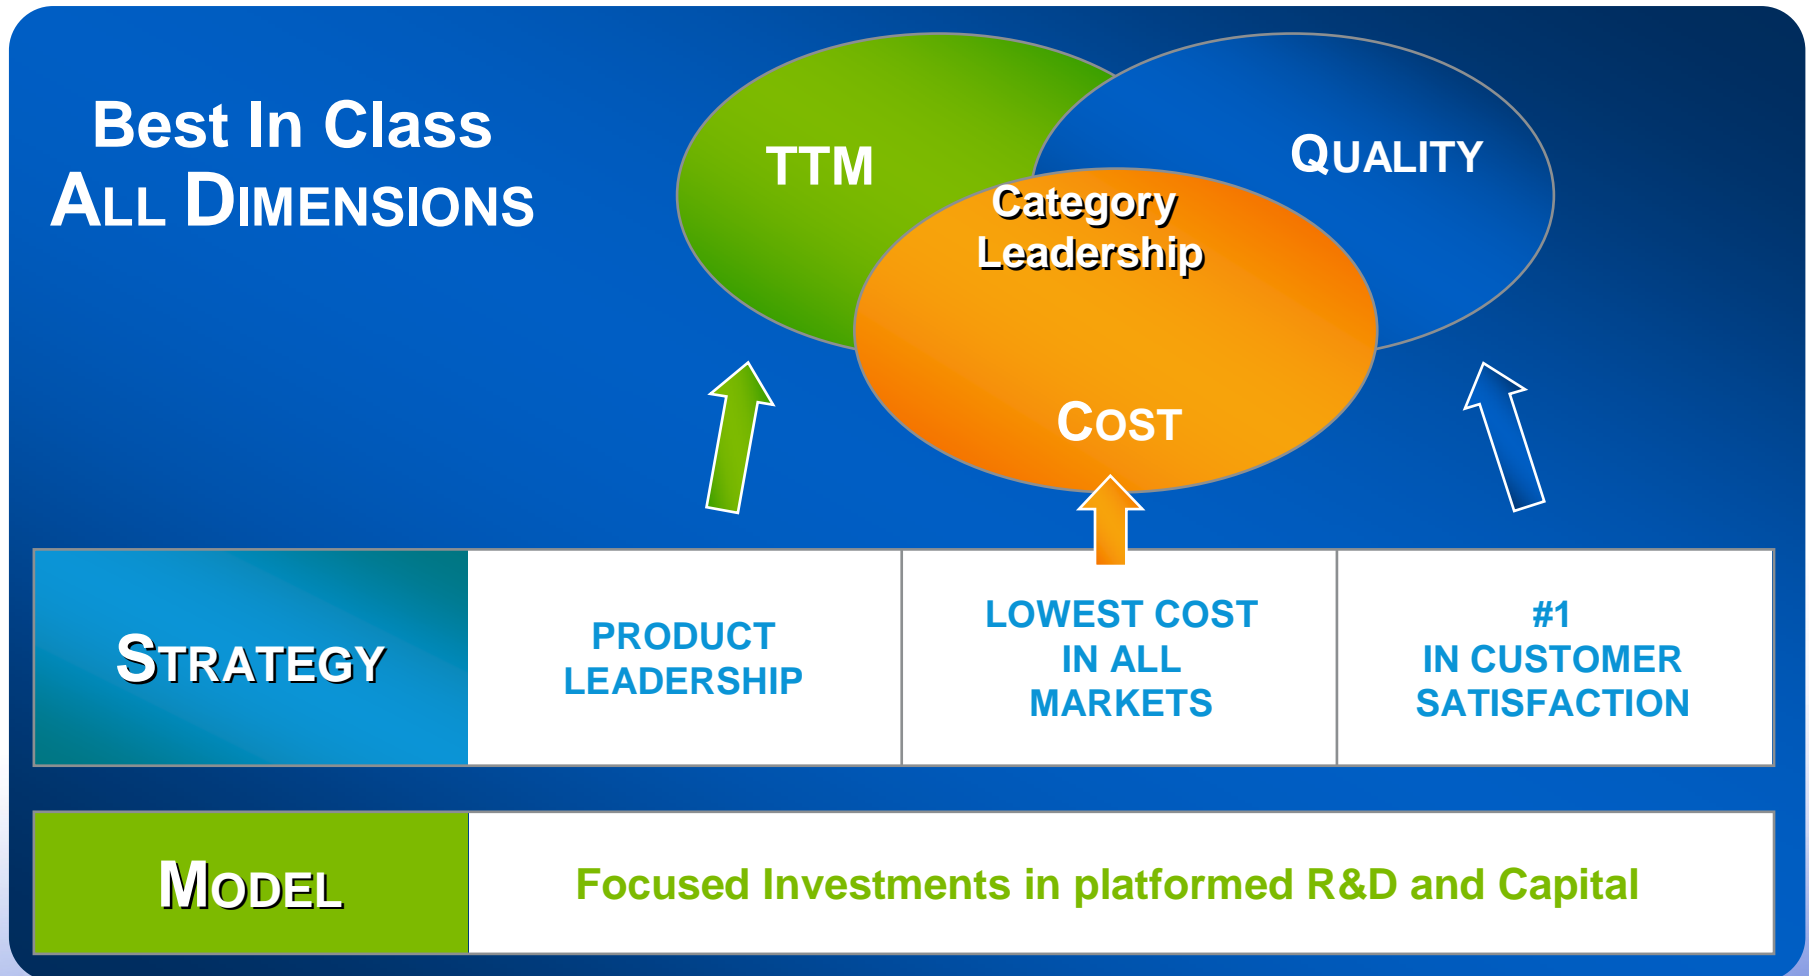 Best In Class
ALL DIMENSIONS
TTM
QUALITY
Category
Leadership
COST
STRATEGY
PRODUCT
LEADERSHIP
LOWEST COST
IN ALL
MARKETS
#1
IN CUSTOMER
SATISFACTION
MODEL
Focused Investments in platformed R&D and Capital